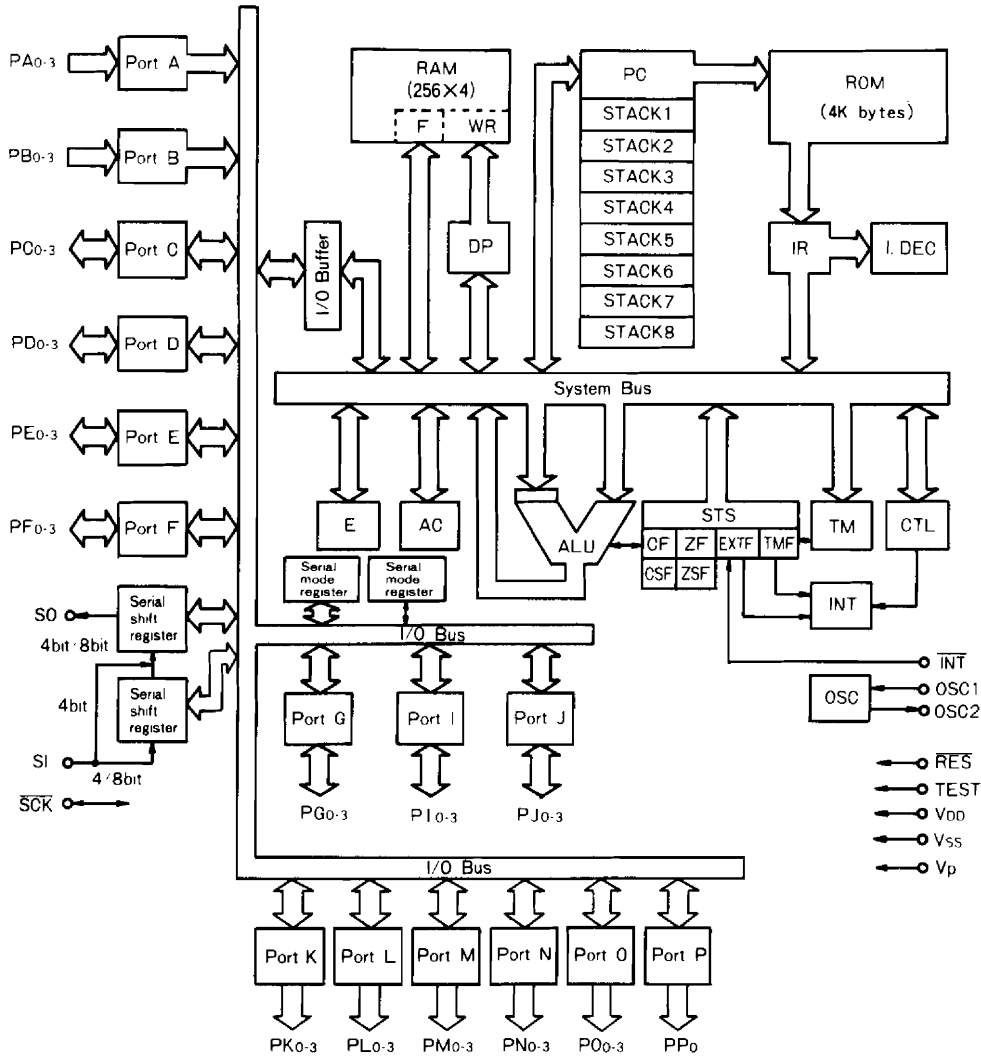 PA0-3
Port A
PB0-3
Port B
PC0-3
Port C
PD0-3
Port D
PE0-3
Port E
PF0-3
Port F
SO
Serial
shift
register
4bit/8bit
4bit
Serial
shift
register
SI
4/8bit
SCK
RAM
(256×4)
F
WR
DP
I/O Buffer
PC
STACK1
STACK2
STACK3
STACK4
STACK5
STACK6
STACK7
STACK8
ROM
(4K bytes)
IR
I. DEC
System Bus
E
AC
ALU
STS
CF
ZF
EXTF
TMF
CSF
ZSF
TM
CTL
INT
Serial
mode
register
Serial
mode
register
I/O Bus
Port G
Port I
Port J
PG0-3
PI0-3
PJ0-3
INT
OSC
OSC1
OSC2
RES
TEST
VDD
VSS
Vp
I/O Bus
Port K
Port L
Port M
Port N
Port O
Port P
PK0-3
PL0-3
PM0-3
PN0-3
PO0-3
PP0